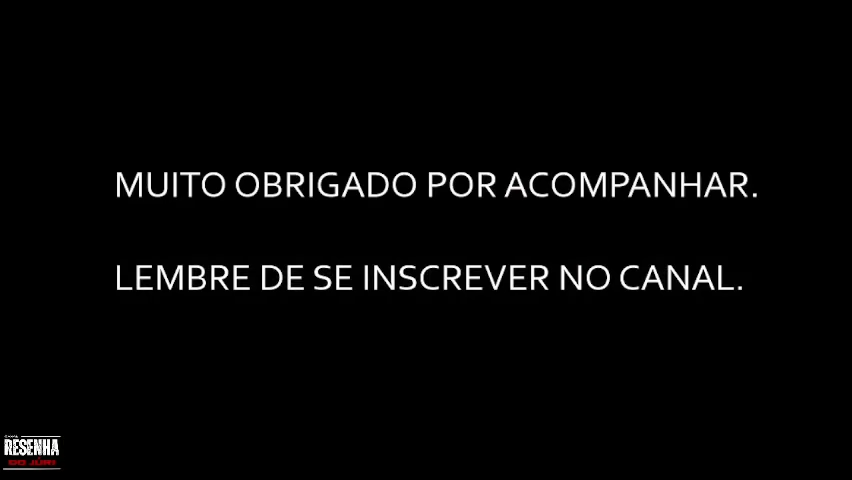 MUITO OBRIGADO POR ACOMPANHAR.
LEMBRE DE SE INSCREVER NO CANAL.
RESENHA